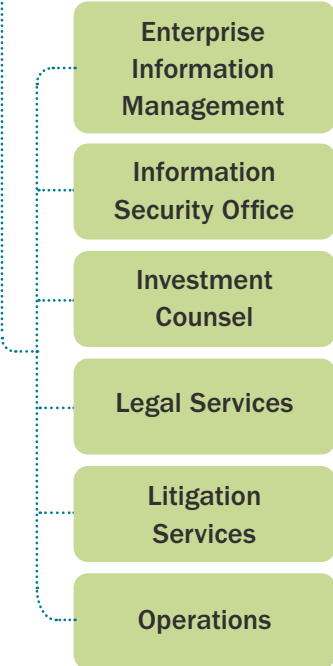 Enterprise
Information
Management
Information
Security Office
Investment
Counsel
Legal Services
Litigation
Services
Operations